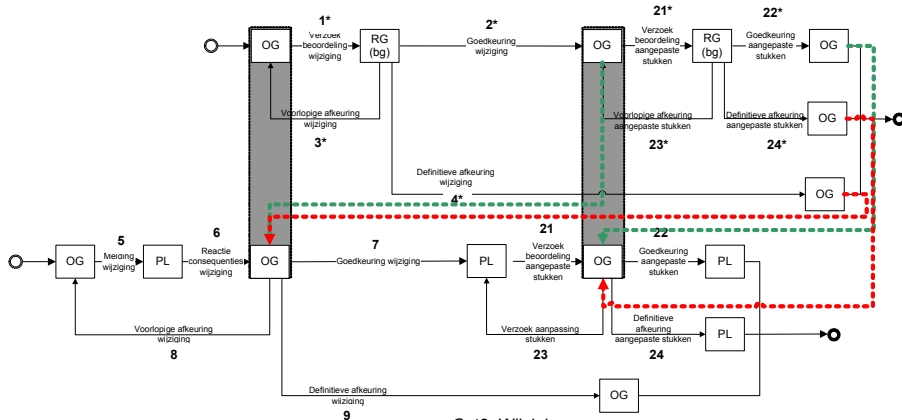 1*
2*
21*
22*
OG
Verzoek
beoordeling
wijziging
RG
(bg)
Goedkeuring
wijziging
OG
Verzoek
beoordeling
aangepaste
stukken
RG
(bg)
Goedkeuring
aangepaste
stukken
OG
Voorlopige afkeuring
wijziging
3*
Voorlopige afkeuring
aangepaste stukken
23*
Definitieve afkeuring
aangepaste stukken
24*
OG
Definitieve afkeuring
wijziging
4*
OG
5
6
7
21
22
OG
Melding
wijziging
PL
Reactie
consequenties
wijziging
OG
Goedkeuring wijziging
PL
Verzoek
beoordeling
aangepaste
stukken
OG
Goedkeuring
aangepaste
stukken
PL
Voorlopige afkeuring
wijziging
8
Verzoek aanpassing
stukken
23
Definitieve
afkeuring
aangepaste stukken
24
PL
Definitieve afkeuring
wijziging
9
OG